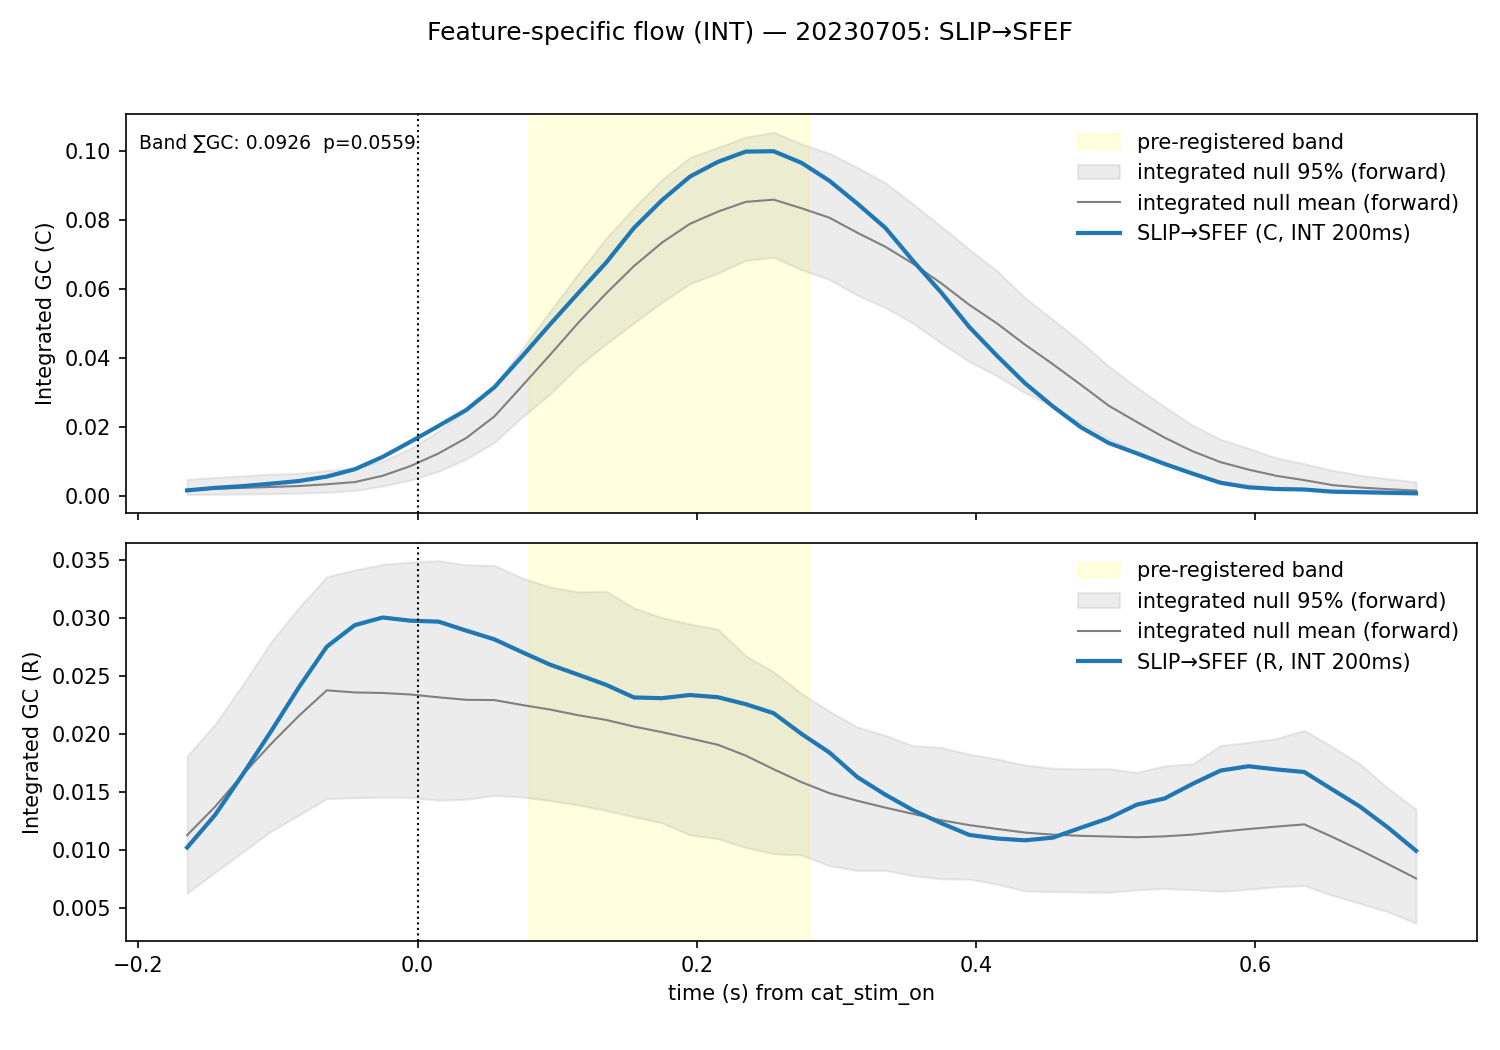 Feature-specific flow (INT) — 20230705: SLIP→SFEF
Band ∑GC: 0.0926  p=0.0559
pre-registered band
integrated null 95% (forward)
integrated null mean (forward)
SLIP→SFEF (C, INT 200ms)
Integrated GC (C)
0.10
0.08
0.06
0.04
0.02
0.00
pre-registered band
integrated null 95% (forward)
integrated null mean (forward)
SLIP→SFEF (R, INT 200ms)
Integrated GC (R)
0.035
0.030
0.025
0.020
0.015
0.010
0.005
−0.2 0.0 0.2 0.4 0.6
time (s) from cat_stim_on